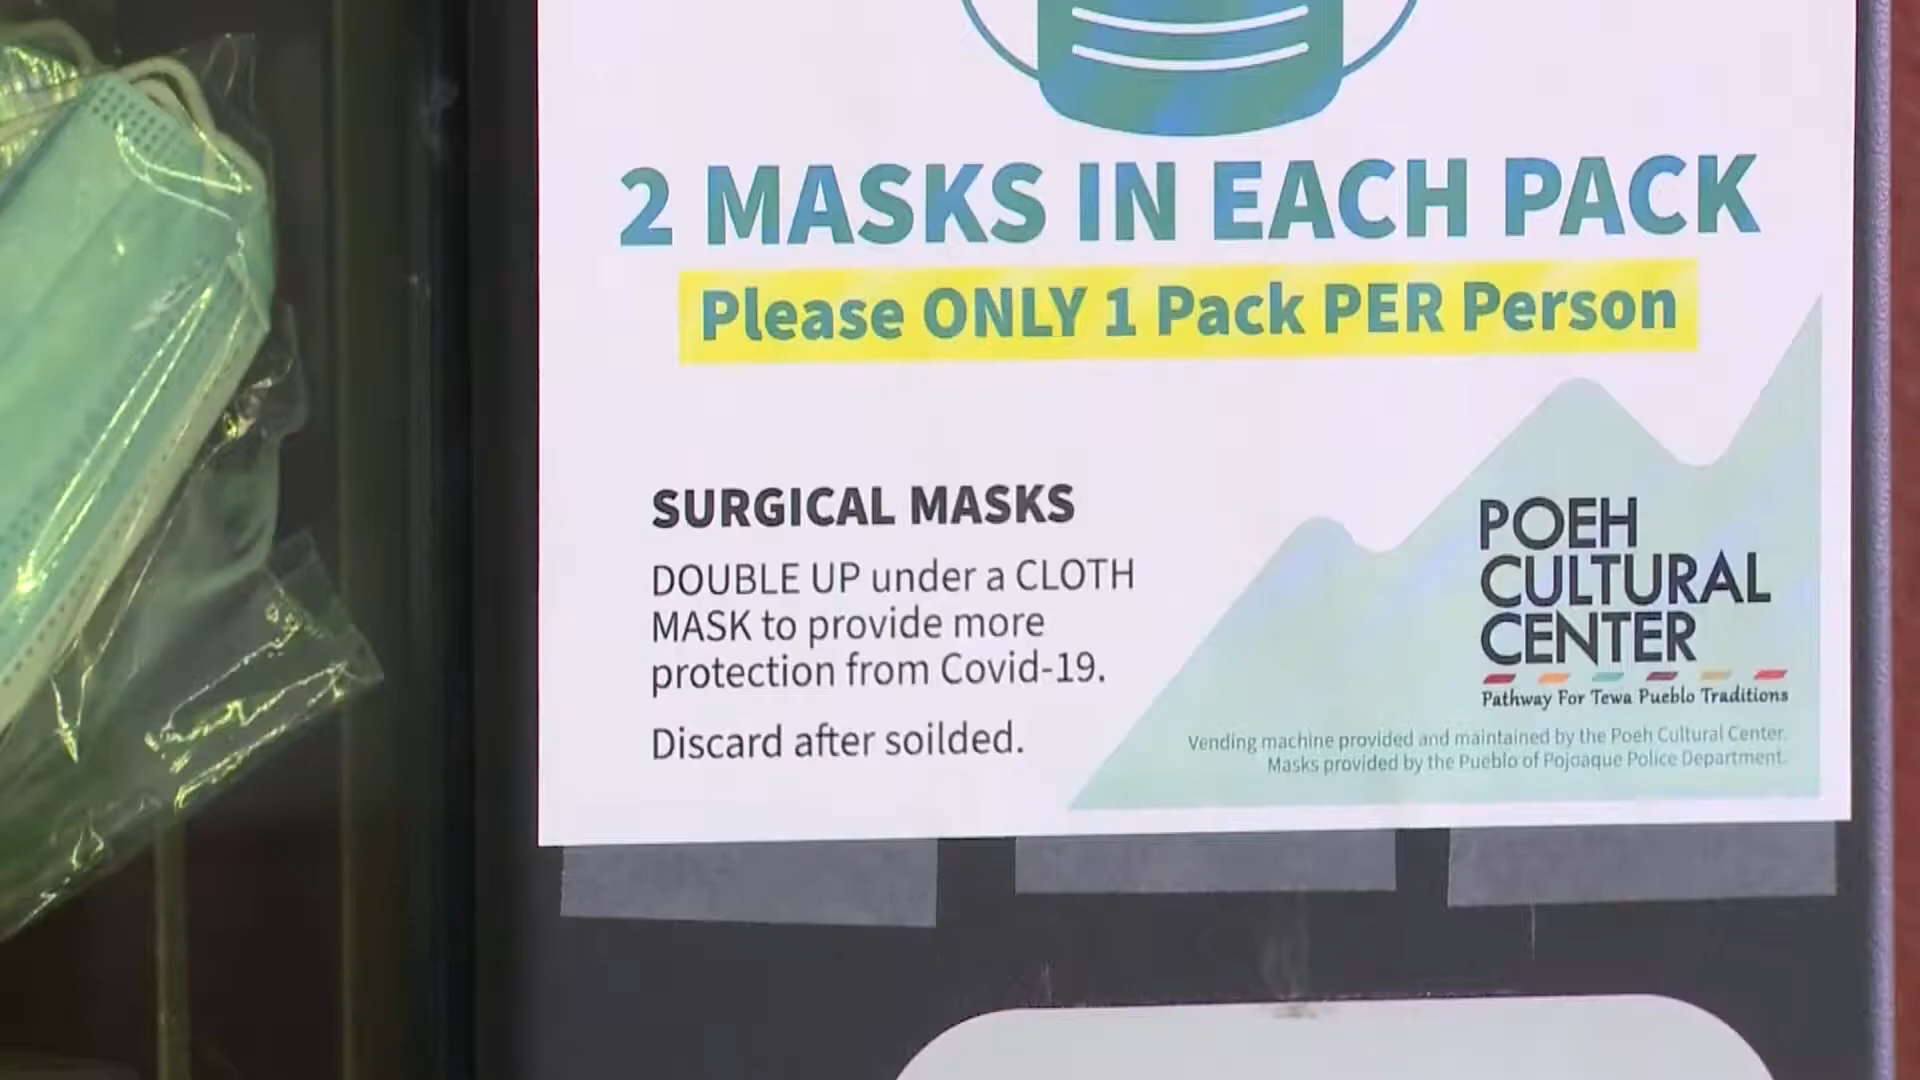 2 MASKS IN EACH PACK
Please ONLY 1 Pack PER Person
SURGICAL MASKS
DOUBLE UP under a CLOTH
MASK to provide more
protection from Covid-19.
Discard after soilded.
POEH
CULTURAL
CENTER
Pathway For Tewa Pueblo Traditions
Vending machine provided and maintained by the Poeh Cultural Center.
Masks provided by the Pueblo of Pojoaque Police Department.